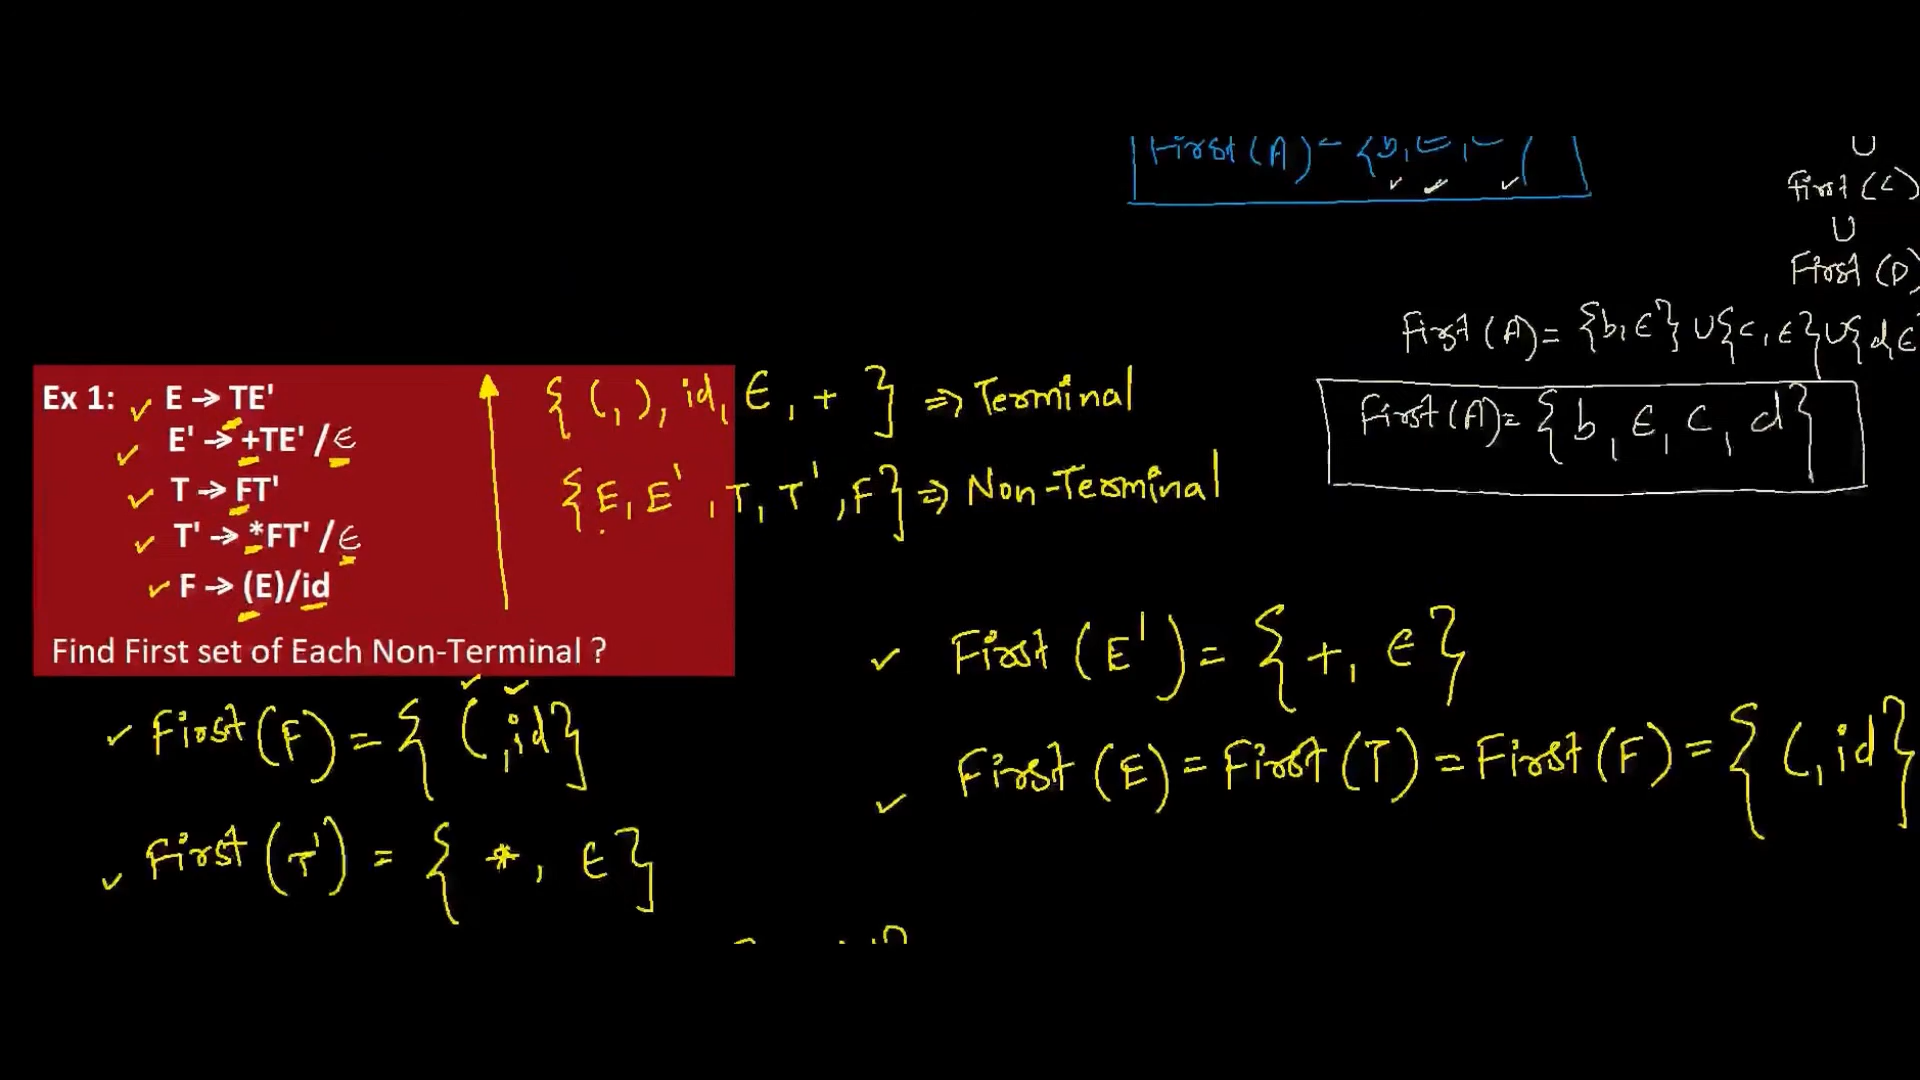 First(A) = {b, ∈,
∪
First(C)
∪
First(D)
First(A) = {b, ∈} ∪ {c, ∈} ∪ {d ∈
First(A) = {b, ∈, c, d}
Ex 1: E → TE'
E' → +TE' / ∈
T → FT'
T' → *FT' / ∈
F → (E)/id
Find First set of Each Non-Terminal ?
{ (, ), id, ∈, + } => Terminal
{E, E', T, T', F} => Non-Terminal
First(F) = { (, id}
First(T') = { *, ∈}
First(E') = { +, ∈}
First(E) = First(T) = First(F) = { (, id}